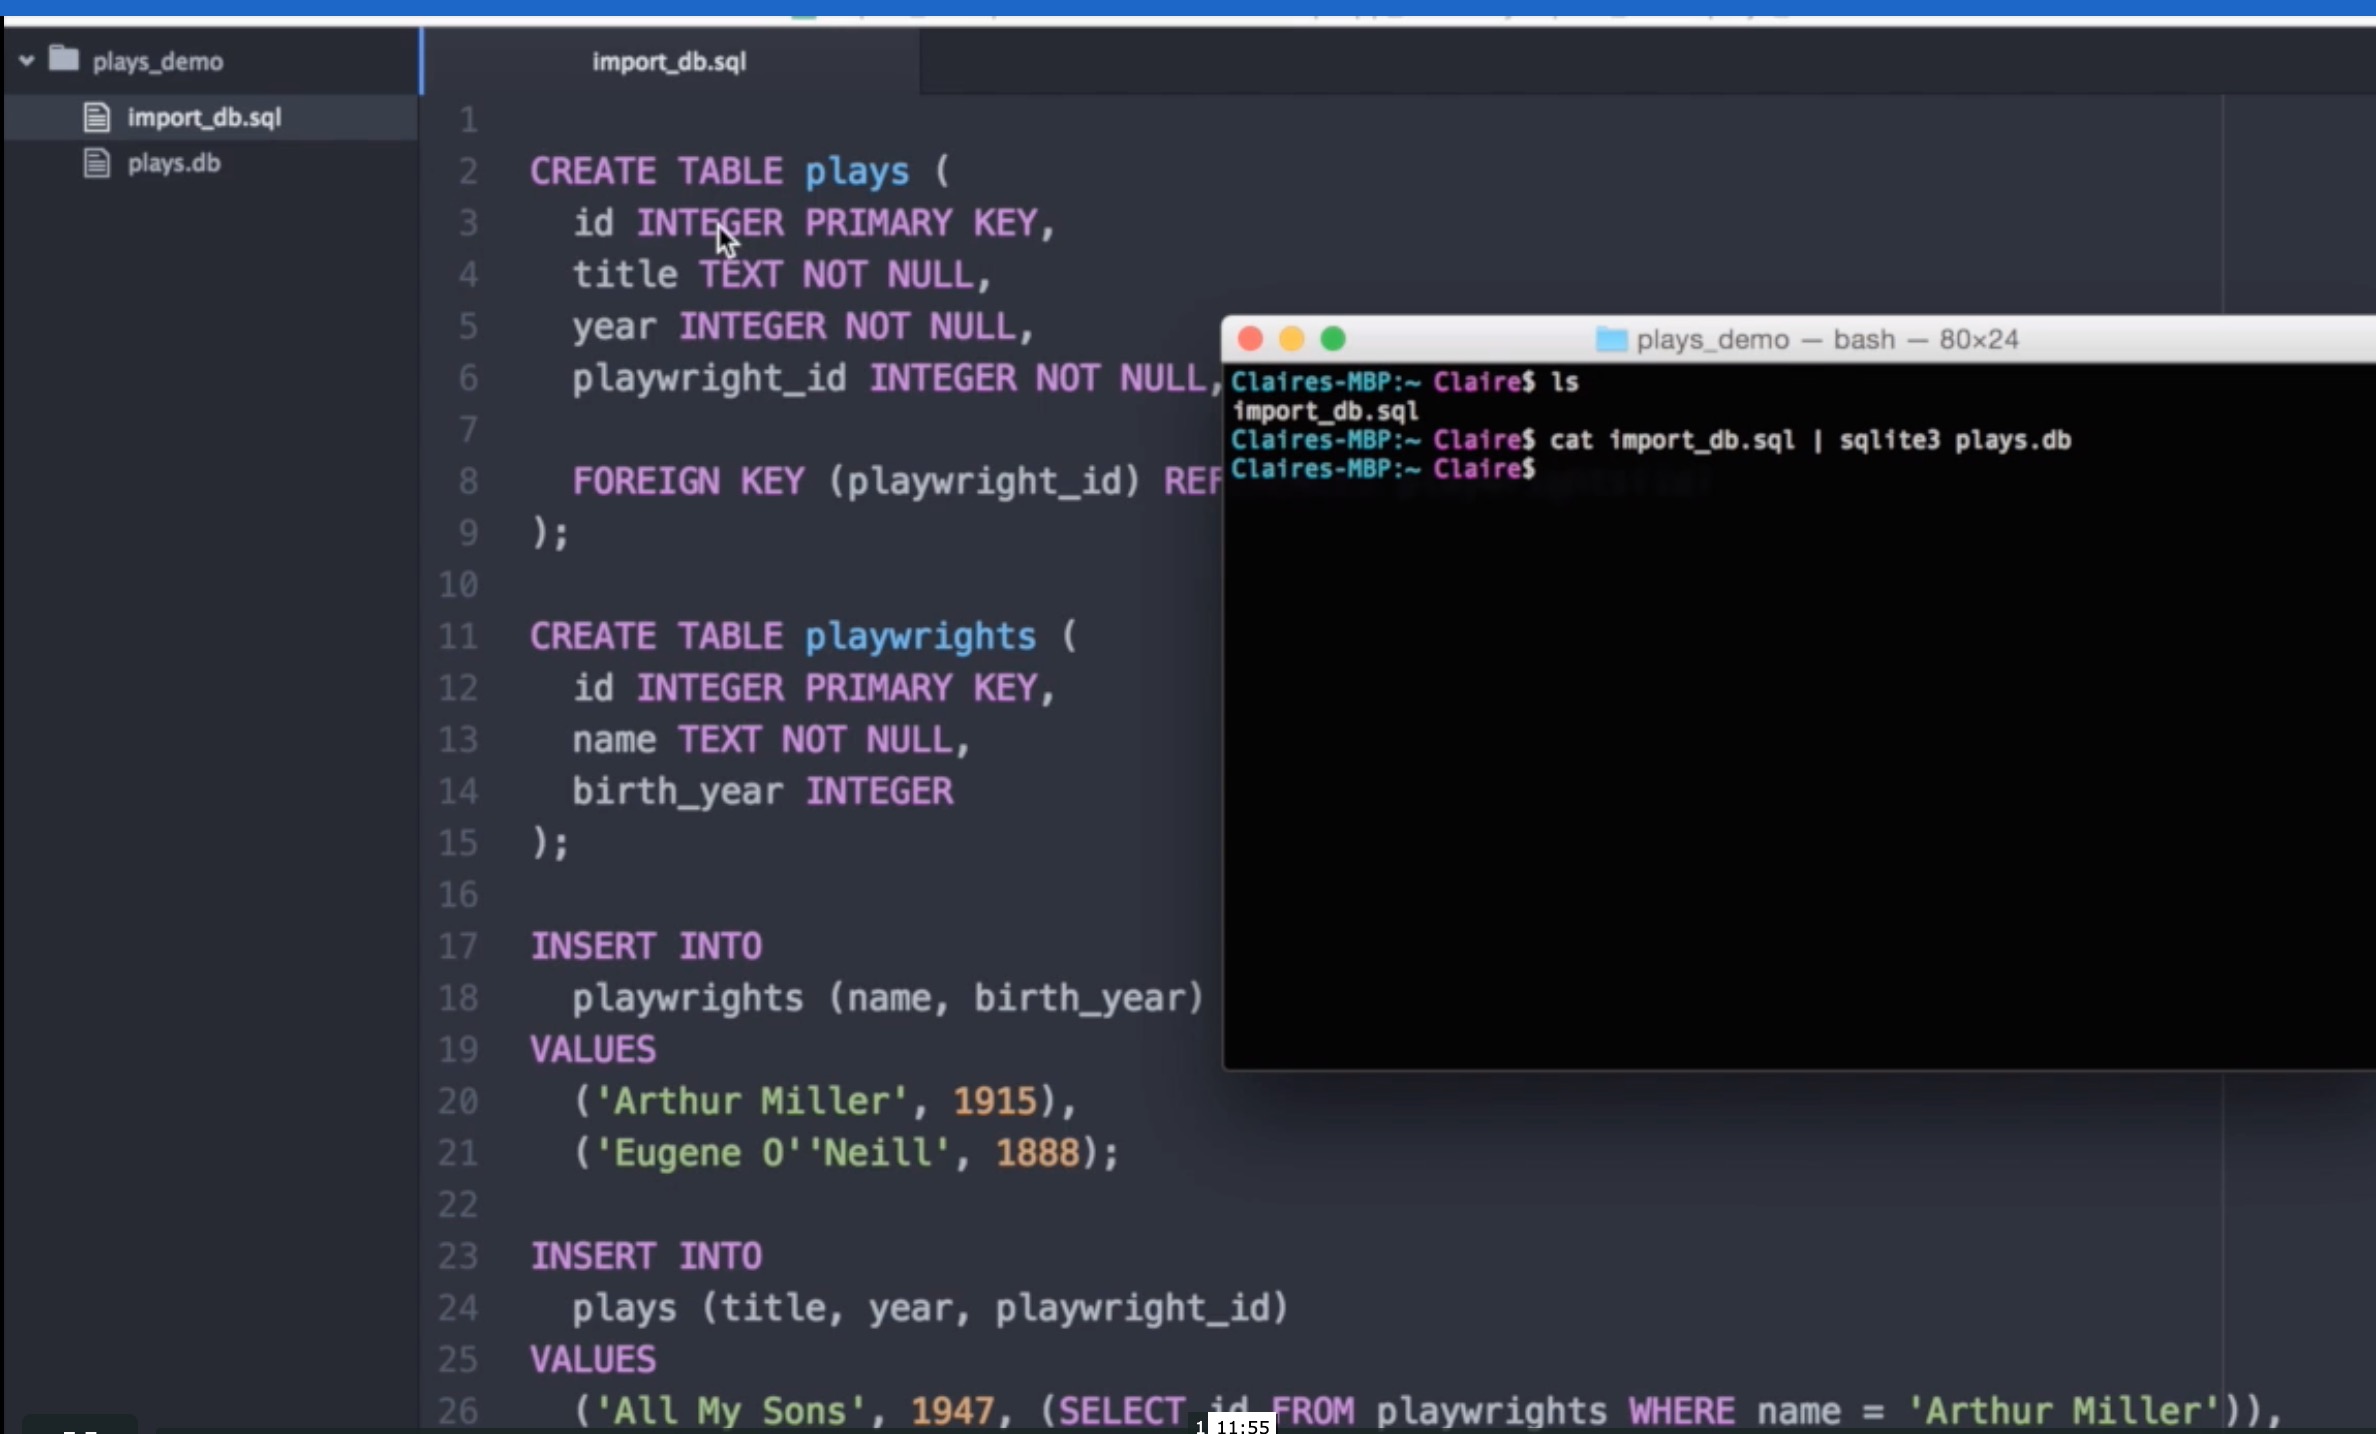 plays_demo
import_db.sql
plays.db
import_db.sql
1
2 CREATE TABLE plays (
3 id INTEGER PRIMARY KEY,
4 title TEXT NOT NULL,
5 year INTEGER NOT NULL,
6 playwright_id INTEGER NOT NULL,
7
8 FOREIGN KEY (playwright_id) REF
9 );
10
11 CREATE TABLE playwrights (
12 id INTEGER PRIMARY KEY,
13 name TEXT NOT NULL,
14 birth_year INTEGER
15 );
16
17 INSERT INTO
18 playwrights (name, birth_year)
19 VALUES
20 ('Arthur Miller', 1915),
21 ('Eugene O''Neill', 1888);
22
23 INSERT INTO
24 plays (title, year, playwright_id)
25 VALUES
26 ('All My Sons', 1947, (SELECT id FROM playwrights WHERE name = 'Arthur Miller')),
plays_demo — bash — 80×24
Claires-MBP:~ Claire$ ls
import_db.sql
Claires-MBP:~ Claire$ cat import_db.sql | sqlite3 plays.db
Claires-MBP:~ Claire$
11:55